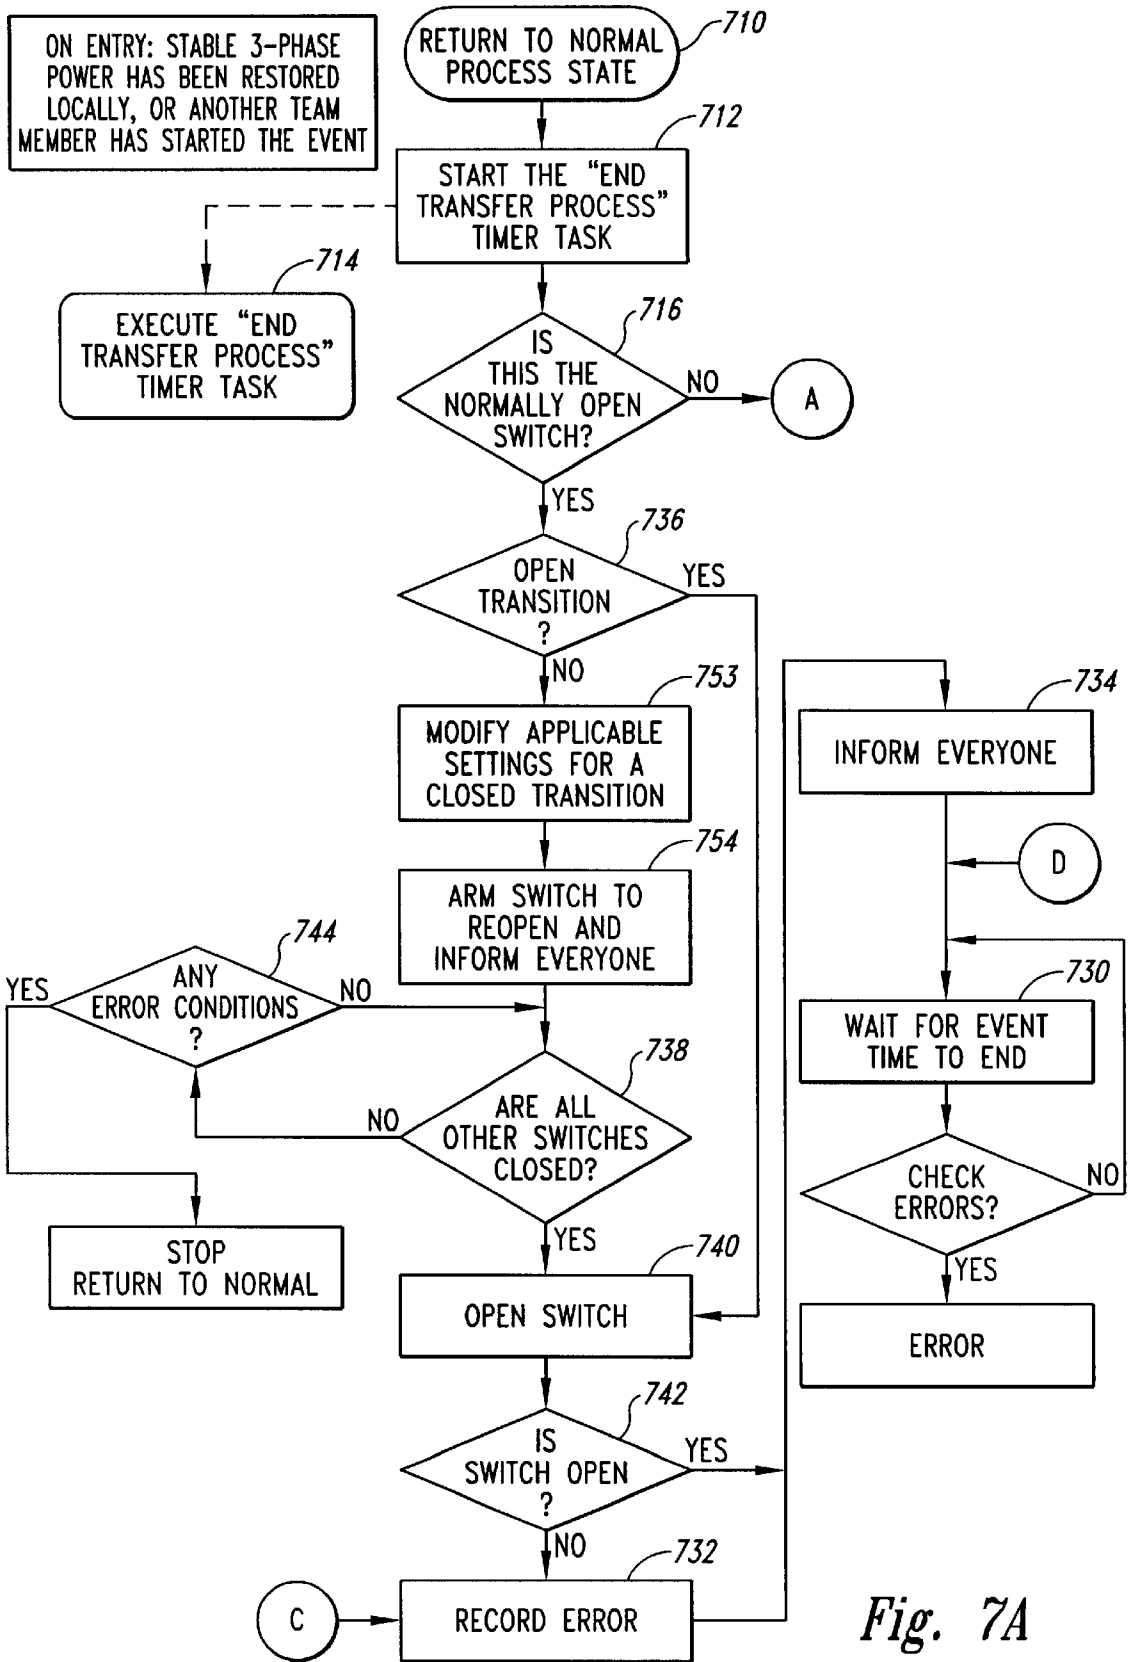 ON ENTRY: STABLE 3-PHASE
POWER HAS BEEN RESTORED
LOCALLY, OR ANOTHER TEAM
MEMBER HAS STARTED THE EVENT
RETURN TO NORMAL
PROCESS STATE
710
712
START THE "END
TRANSFER PROCESS"
TIMER TASK
714
EXECUTE "END
TRANSFER PROCESS"
TIMER TASK
716
IS
THIS THE
NORMALLY OPEN
SWITCH?
NO
A
YES
736
OPEN
TRANSITION
?
YES
NO
753
MODIFY APPLICABLE
SETTINGS FOR A
CLOSED TRANSITION
754
ARM SWITCH TO
REOPEN AND
INFORM EVERYONE
744
ANY
ERROR CONDITIONS
?
YES
NO
738
ARE ALL
OTHER SWITCHES
CLOSED?
NO
YES
STOP
RETURN TO NORMAL
740
OPEN SWITCH
742
IS
SWITCH OPEN
?
YES
NO
732
C
RECORD ERROR
734
INFORM EVERYONE
D
730
WAIT FOR EVENT
TIME TO END
CHECK
ERRORS?
NO
YES
ERROR
Fig. 7A